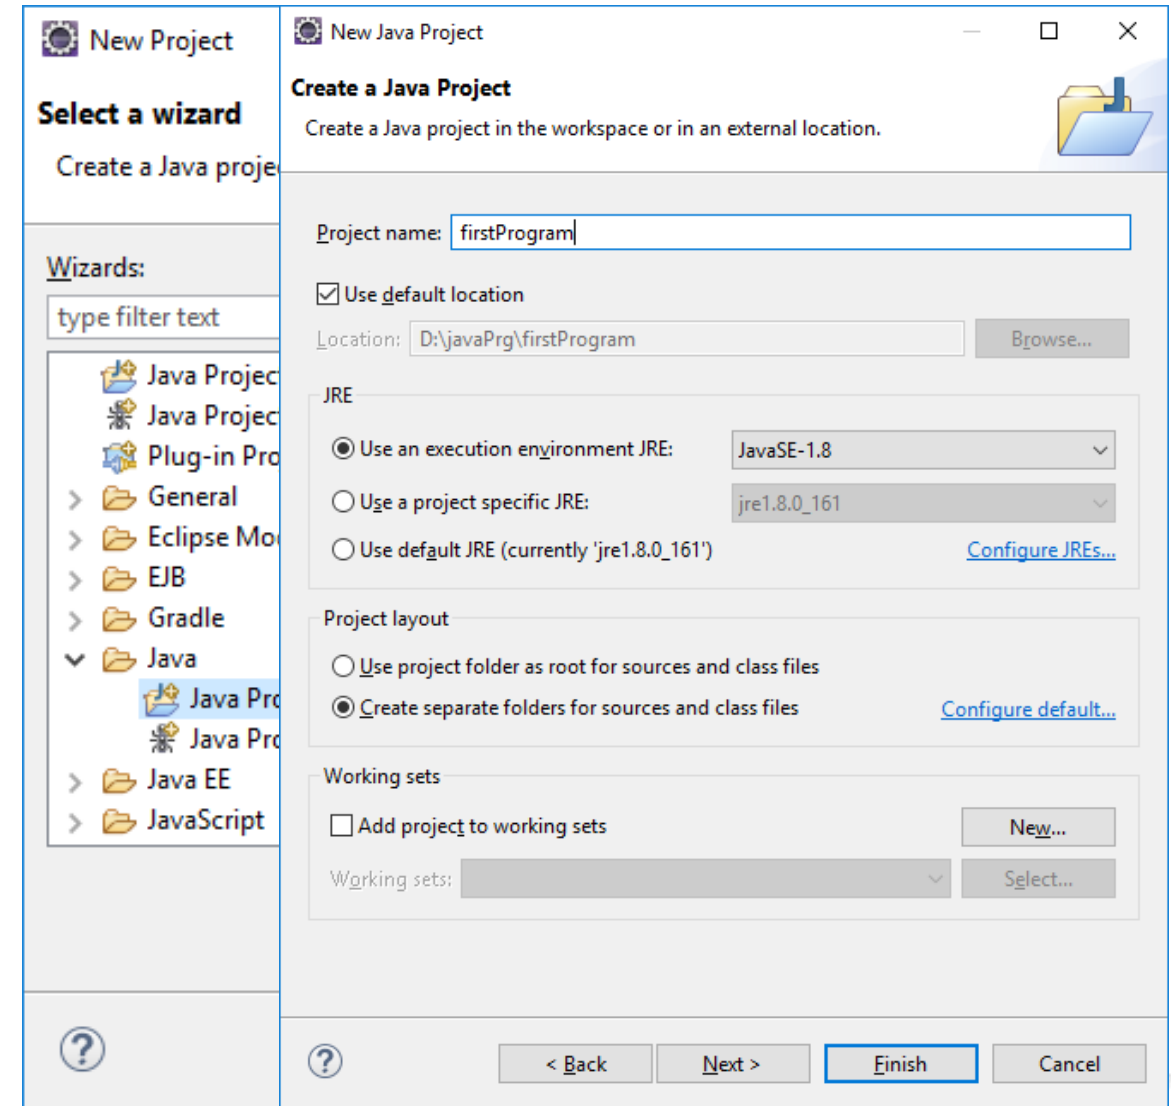 New Project
Select a wizard
Create a Java proje
Wizards:
type filter text
Java Projec
Java Projec
Plug-in Pro
General
Eclipse Mo
EJB
Gradle
Java
Java Pro
Java Pro
Java EE
JavaScript
New Java Project
Create a Java Project
Create a Java project in the workspace or in an external location.
Project name: firstProgram
Use default location
Location: D:\javaPrg\firstProgram Browse...
JRE
Use an execution environment JRE: JavaSE-1.8
Use a project specific JRE: jre1.8.0_161
Use default JRE (currently 'jre1.8.0_161') Configure JREs...
Project layout
Use project folder as root for sources and class files
Create separate folders for sources and class files Configure default...
Working sets
Add project to working sets New...
Working sets: Select...
< Back Next > Finish Cancel